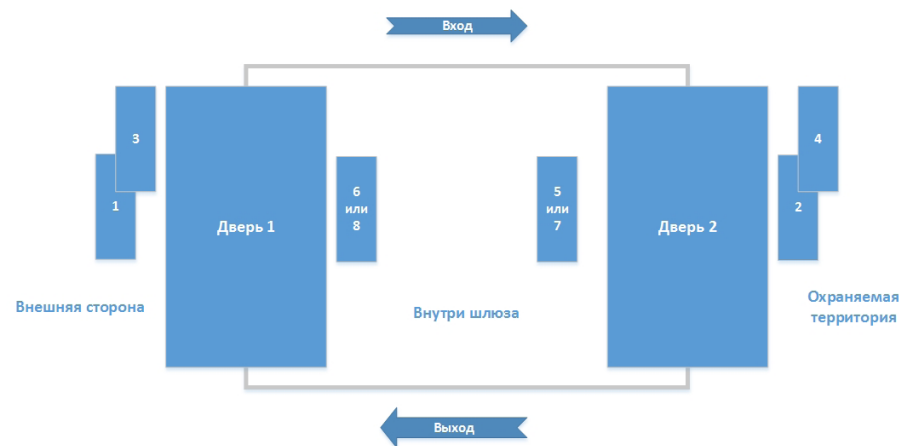 Вход
3
4
1
6
или
8
5
или
7
2
Дверь 1
Дверь 2
Внешняя сторона
Внутри шлюза
Охраняемая
территория
Выход